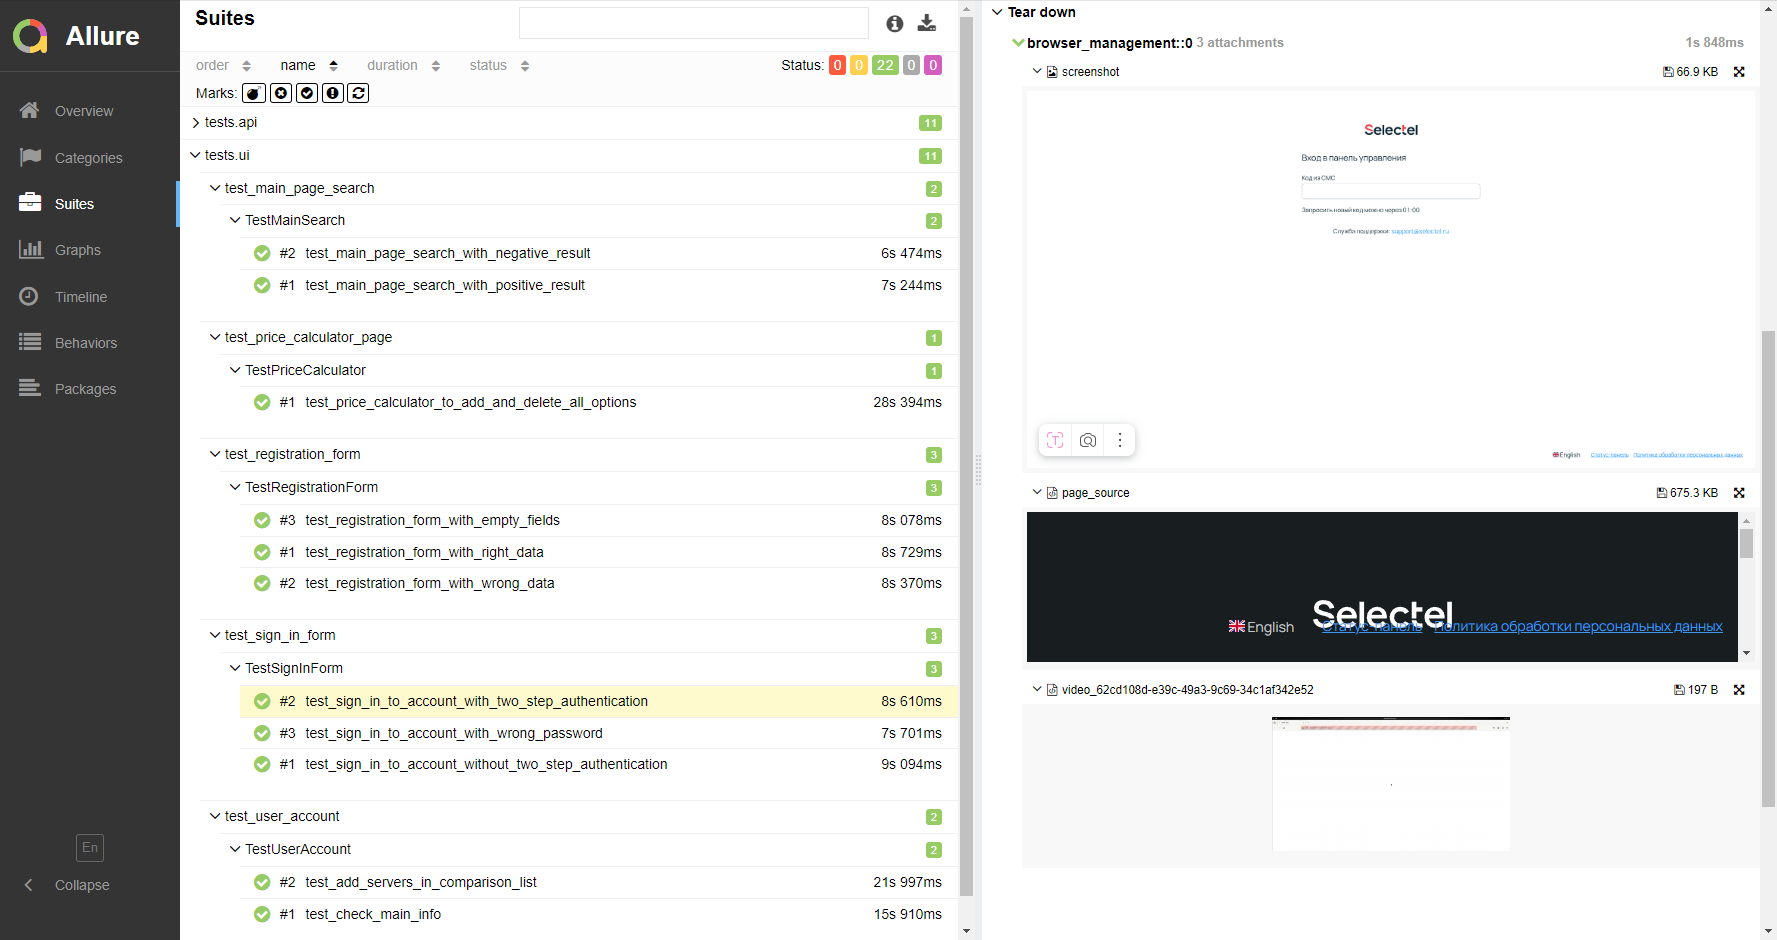 Allure
Overview
Categories
Suites
Graphs
Timeline
Behaviors
Packages
En
Collapse
Suites
order name duration status Status: 0 0 22 0 0
Marks:
tests.api 11
tests.ui 11
test_main_page_search 2
TestMainSearch 2
#2 test_main_page_search_with_negative_result 6s 474ms
#1 test_main_page_search_with_positive_result 7s 244ms
test_price_calculator_page 1
TestPriceCalculator 1
#1 test_price_calculator_to_add_and_delete_all_options 28s 394ms
test_registration_form 3
TestRegistrationForm 3
#3 test_registration_form_with_empty_fields 8s 078ms
#1 test_registration_form_with_right_data 8s 729ms
#2 test_registration_form_with_wrong_data 8s 370ms
test_sign_in_form 3
TestSignInForm 3
#2 test_sign_in_to_account_with_two_step_authentication 8s 610ms
#3 test_sign_in_to_account_with_wrong_password 7s 701ms
#1 test_sign_in_to_account_without_two_step_authentication 9s 094ms
test_user_account 2
TestUserAccount 2
#2 test_add_servers_in_comparison_list 21s 997ms
#1 test_check_main_info 15s 910ms
Tear down
browser_management::0 3 attachments 1s 848ms
screenshot 66.9 KB
Selectel
Вход в панель управления
Код из СМС
Запросить новый код можно через 01:00
Служба поддержки: support@selectel.ru
English Статус-панель Политика обработки персональных данных
page_source 675.3 KB
Selectel
English Статус-панель Политика обработки персональных данных
video_62cd108d-e39c-49a3-9c69-34c1af342e52 197 B